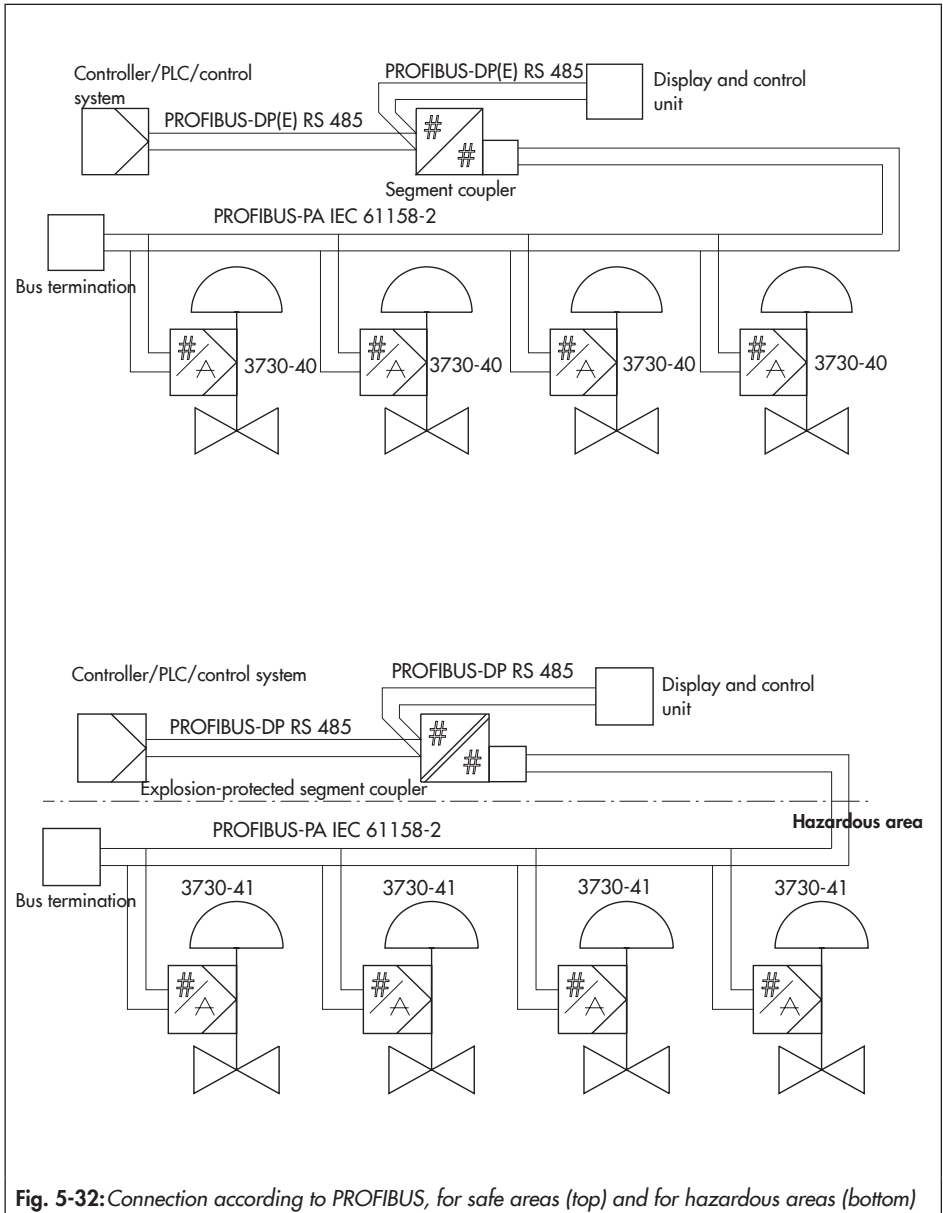 Controller/PLC/control
system
PROFIBUS-DP(E) RS 485
Display and control
unit
PROFIBUS-DP(E) RS 485
#
#
Segment coupler
PROFIBUS-PA IEC 61158-2
Bus termination
#
A
3730-40
#
A
3730-40
#
A
3730-40
#
A
3730-40
Controller/PLC/control system
PROFIBUS-DP RS 485
Display and control
unit
PROFIBUS-DP RS 485
#
#
Explosion-protected segment coupler
Hazardous area
PROFIBUS-PA IEC 61158-2
Bus termination
3730-41
3730-41
3730-41
3730-41
#
A
#
A
#
A
#
A
Fig. 5-32: Connection according to PROFIBUS, for safe areas (top) and for hazardous areas (bottom)